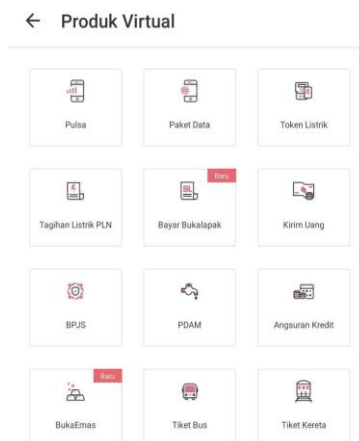 Produk Virtual
Pulsa
Paket Data
Token Listrik
Baru
Tagihan Listrik PLN
BL
Bayar Bukalapak
Kirim Uang
BPJS
PDAM
Angsuran Kredit
Baru
BukaEmas
Tiket Bus
Tiket Kereta